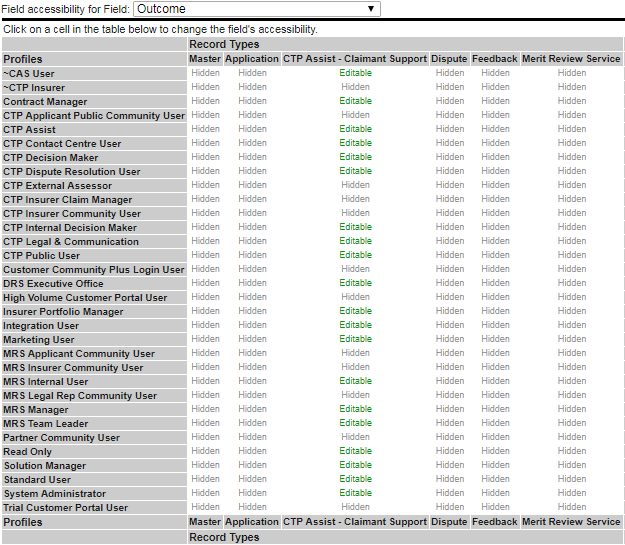 Field accessibility for Field: Outcome
Click on a cell in the table below to change the field's accessibility.
Record Types
Profiles Master Application CTP Assist - Claimant Support Dispute Feedback Merit Review Service
~CAS User Hidden Hidden Editable Hidden Hidden Hidden
~CTP Insurer Hidden Hidden Hidden Hidden Hidden Hidden
Contract Manager Hidden Hidden Editable Hidden Hidden Hidden
CTP Applicant Public Community User Hidden Hidden Hidden Hidden Hidden Hidden
CTP Assist Hidden Hidden Editable Hidden Hidden Hidden
CTP Contact Centre User Hidden Hidden Editable Hidden Hidden Hidden
CTP Decision Maker Hidden Hidden Editable Hidden Hidden Hidden
CTP Dispute Resolution User Hidden Hidden Editable Hidden Hidden Hidden
CTP External Assessor Hidden Hidden Hidden Hidden Hidden Hidden
CTP Insurer Claim Manager Hidden Hidden Hidden Hidden Hidden Hidden
CTP Insurer Community User Hidden Hidden Hidden Hidden Hidden Hidden
CTP Internal Decision Maker Hidden Hidden Editable Hidden Hidden Hidden
CTP Legal & Communication Hidden Hidden Editable Hidden Hidden Hidden
CTP Public User Hidden Hidden Editable Hidden Hidden Hidden
Customer Community Plus Login User Hidden Hidden Hidden Hidden Hidden Hidden
DRS Executive Office Hidden Hidden Editable Hidden Hidden Hidden
High Volume Customer Portal User Hidden Hidden Hidden Hidden Hidden Hidden
Insurer Portfolio Manager Hidden Hidden Editable Hidden Hidden Hidden
Integration User Hidden Hidden Editable Hidden Hidden Hidden
Marketing User Hidden Hidden Editable Hidden Hidden Hidden
MRS Applicant Community User Hidden Hidden Hidden Hidden Hidden Hidden
MRS Insurer Community User Hidden Hidden Hidden Hidden Hidden Hidden
MRS Internal User Hidden Hidden Editable Hidden Hidden Hidden
MRS Legal Rep Community User Hidden Hidden Hidden Hidden Hidden Hidden
MRS Manager Hidden Hidden Editable Hidden Hidden Hidden
MRS Team Leader Hidden Hidden Editable Hidden Hidden Hidden
Partner Community User Hidden Hidden Hidden Hidden Hidden Hidden
Read Only Hidden Hidden Editable Hidden Hidden Hidden
Solution Manager Hidden Hidden Editable Hidden Hidden Hidden
Standard User Hidden Hidden Editable Hidden Hidden Hidden
System Administrator Hidden Hidden Editable Hidden Hidden Hidden
Trial Customer Portal User Hidden Hidden Hidden Hidden Hidden Hidden
Profiles Master Application CTP Assist - Claimant Support Dispute Feedback Merit Review Service
Record Types